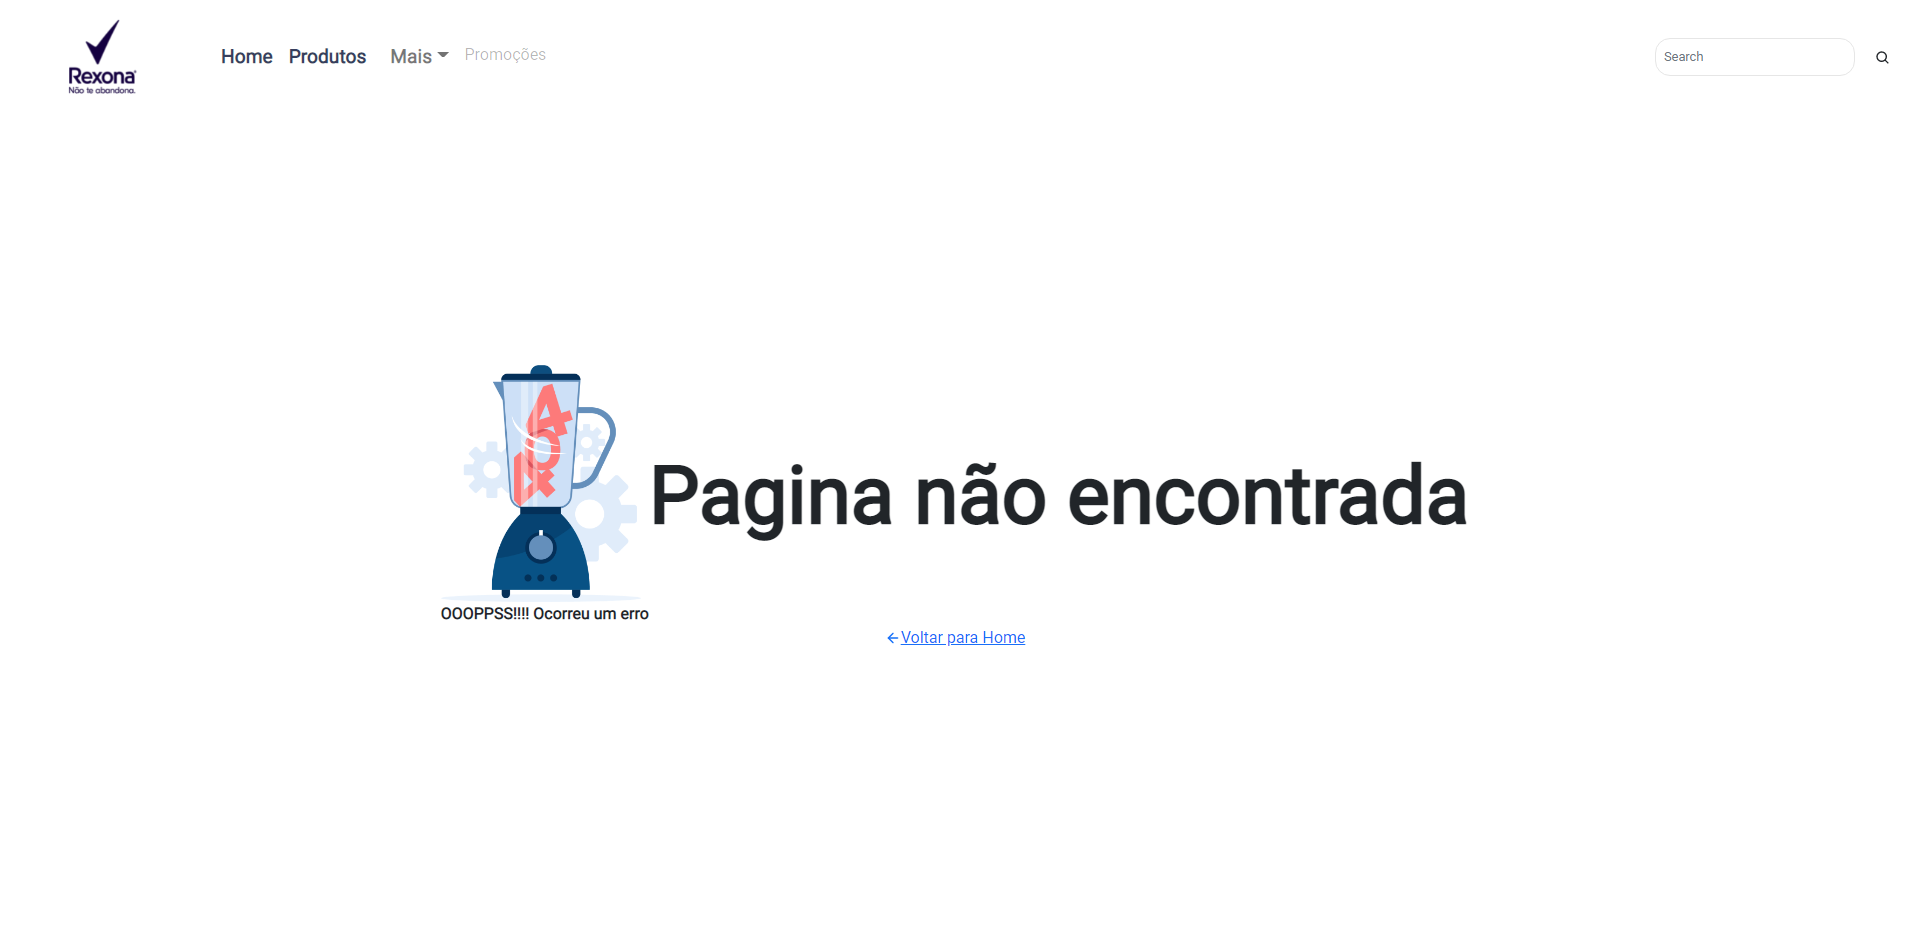 Rexona
Não te abandona.
Home Produtos Mais Promoções
Search
404
Pagina não encontrada
OOOPPSS!!!! Ocorreu um erro
Voltar para Home